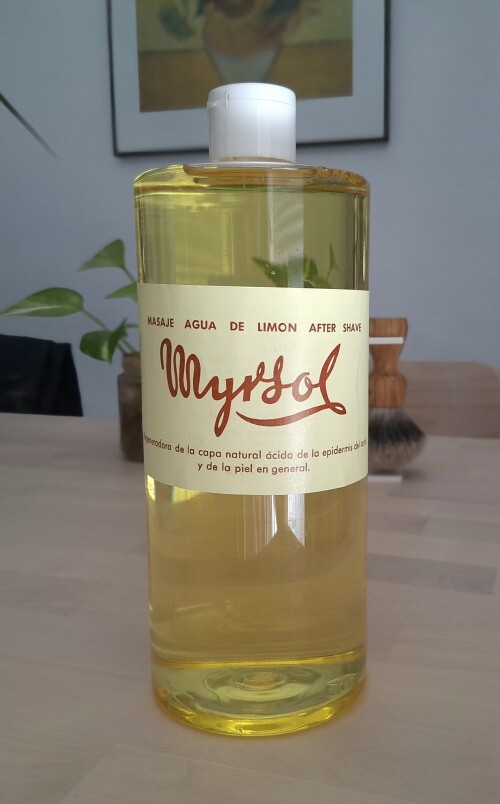 MASAJE AGUA DE LIMON AFTER SHAVE
Myrsol
de la capa natural ácida de la epidermis del
y de la piel en general.